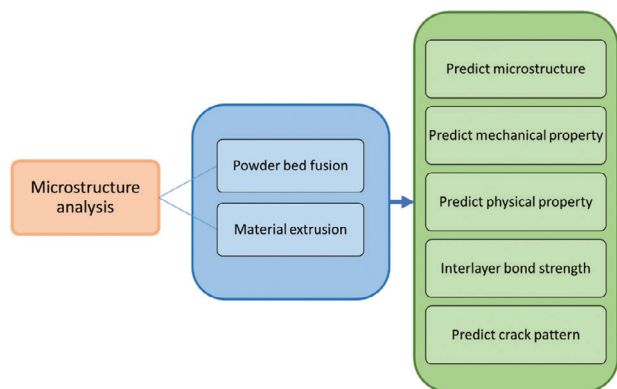 Microstructure
analysis
Powder bed fusion
Material extrusion
Predict microstructure
Predict mechanical property
Predict physical property
Interlayer bond strength
Predict crack pattern